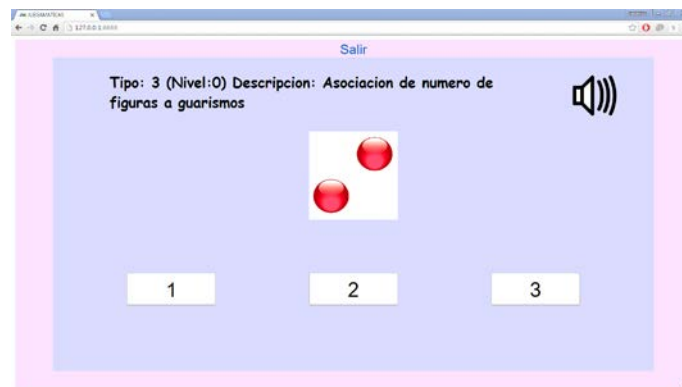 Salir
Tipo: 3 (Nivel:0) Descripcion: Asociacion de numero de
figuras a guarismos
1
2
3